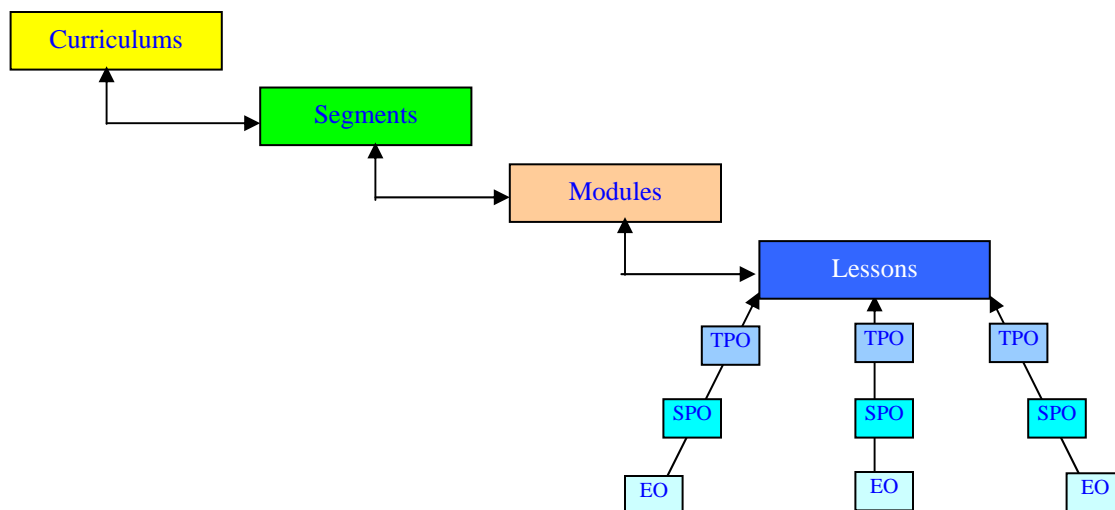 Curriculums
Segments
Modules
Lessons
TPO
TPO
TPO
SPO
SPO
SPO
EO
EO
EO